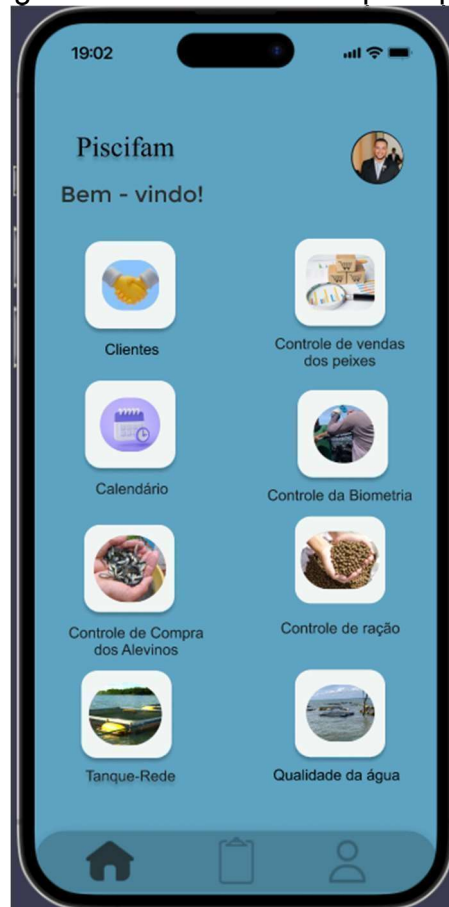 19:02
Piscifam
Bem - vindo!
Clientes
Controle de vendas
dos peixes
Calendário
Controle da Biometria
Controle de Compra
dos Alevinos
Controle de ração
Tanque-Rede
Qualidade da água